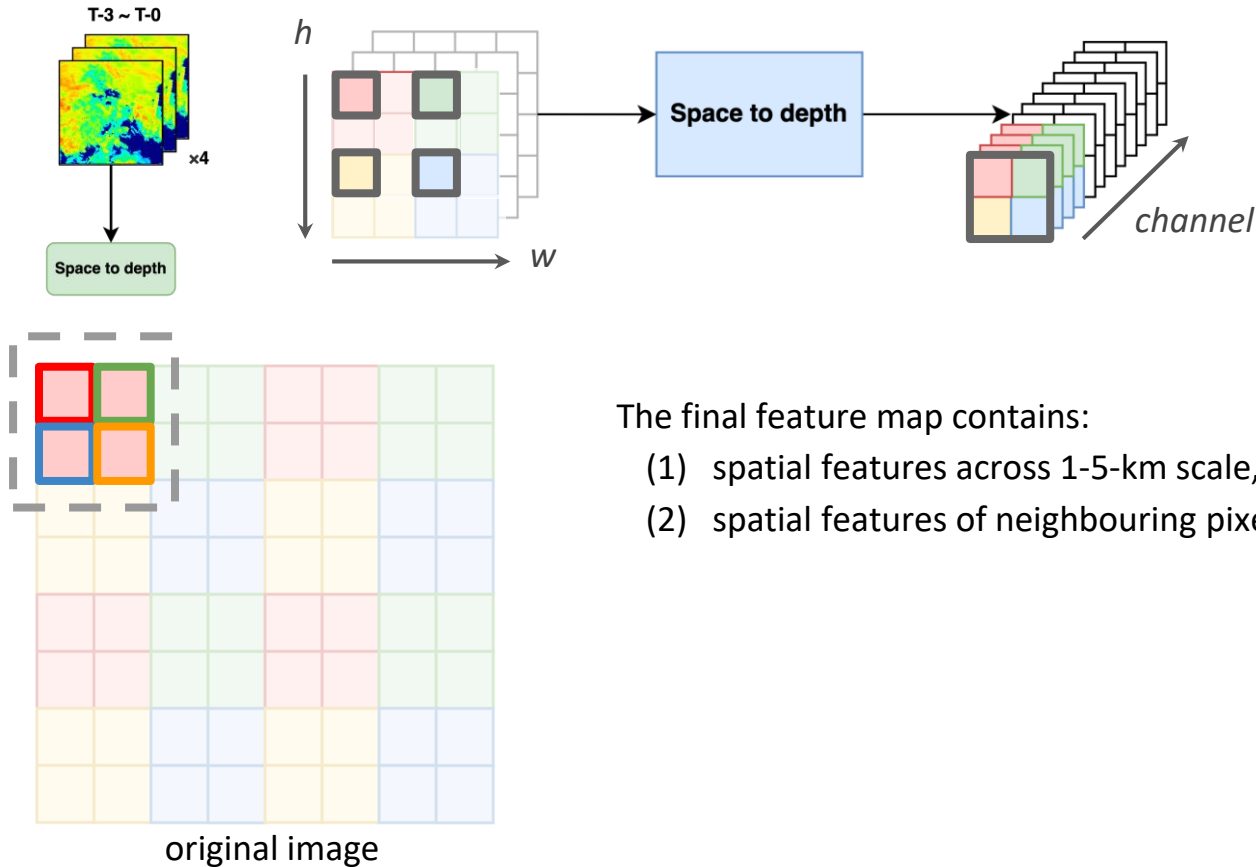 T-3 ~ T-0
×4
Space to depth
h
w
Space to depth
channel
The final feature map contains:
(1) spatial features across 1-5-km scale,
(2) spatial features of neighbouring
original image